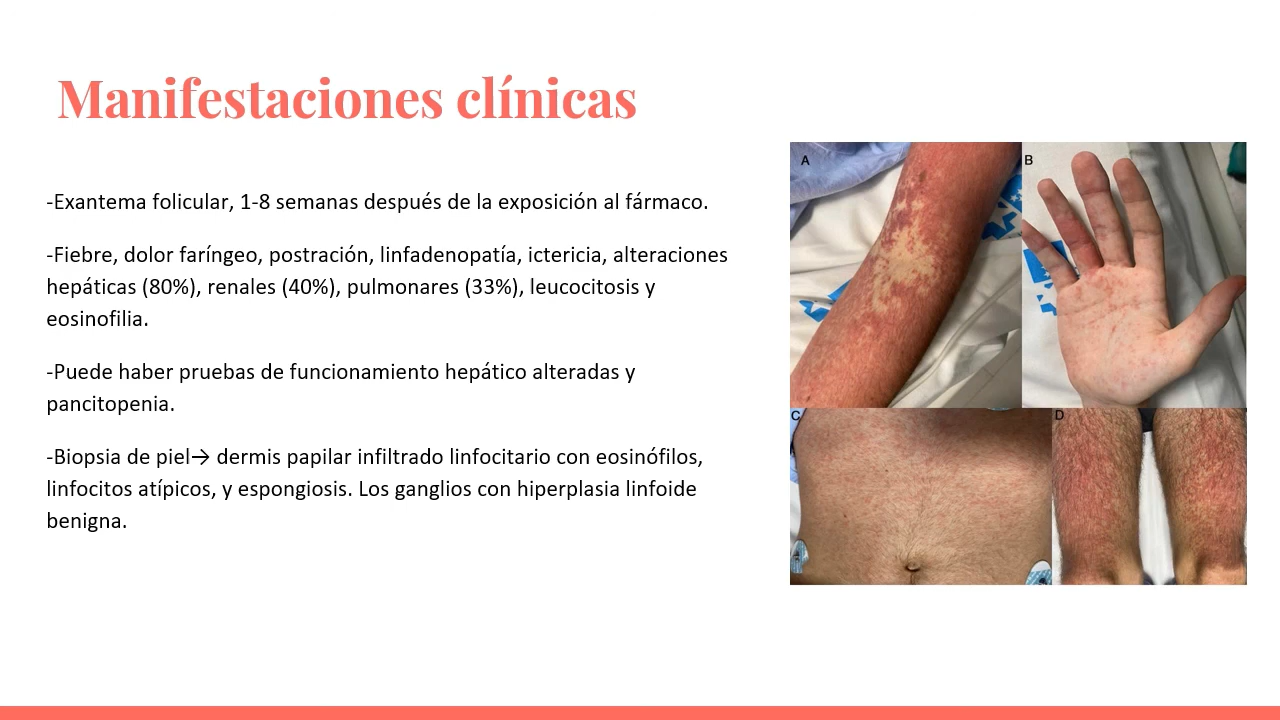 Manifestaciones clínicas
-Exantema folicular, 1-8 semanas después de la exposición al fármaco.
-Fiebre, dolor faríngeo, postración, linfadenopatía, ictericia, alteraciones
hepáticas (80%), renales (40%), pulmonares (33%), leucocitosis y
eosinofilia.
-Puede haber pruebas de funcionamiento hepático alteradas y
pancitopenia.
-Biopsia de piel→ dermis papilar infiltrado linfocitario con eosinófilos,
linfocitos atípicos, y espongiosis. Los ganglios con hiperplasia linfoide
benigna.
A
B
C
D